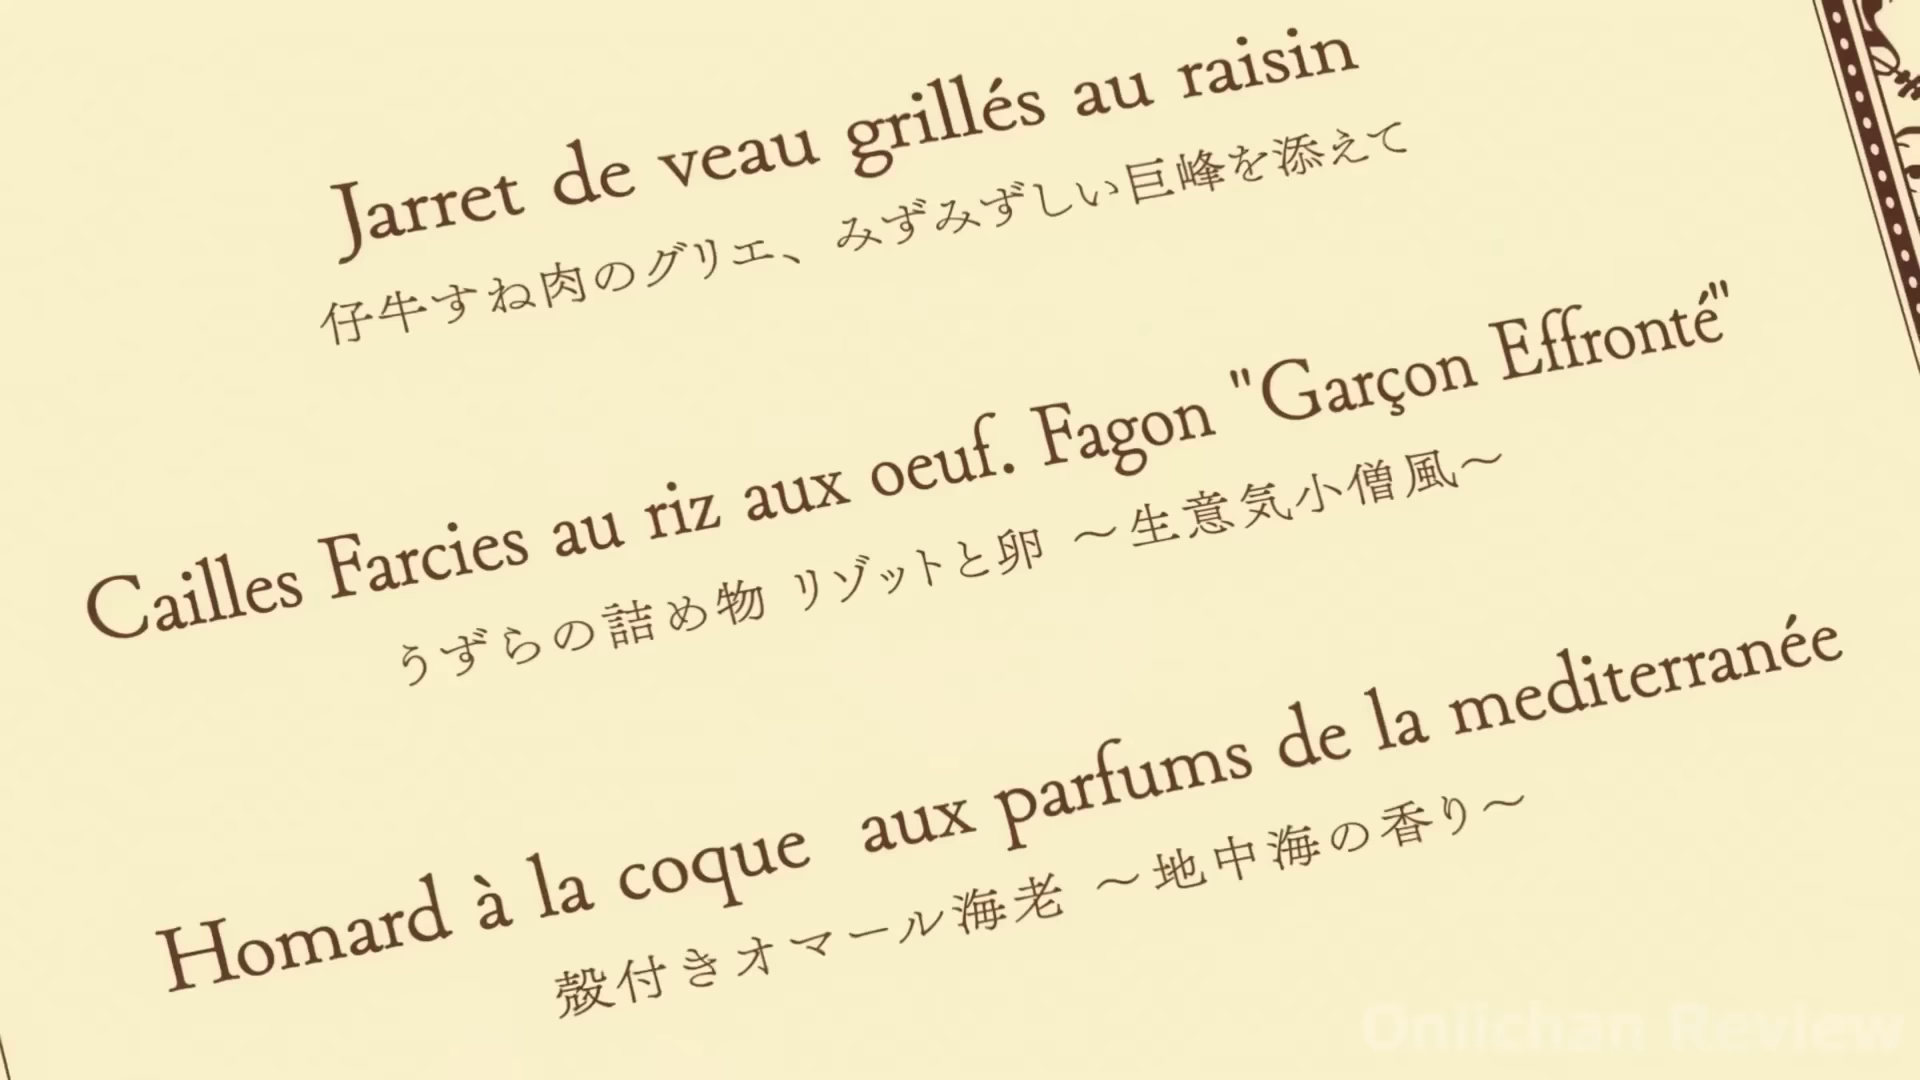 Jarret de veau grillés au raisin
仔牛すね肉のグリエ、みずみずしい巨峰を添えて
Cailles Farcies au riz aux oeuf. Fagon "Garçon Effronté"
うずらの詰め物 リゾットと卵 ～生意気小僧風～
Homard à la coque aux parfums de la mediterranée
殻付きオマール海老 ～地中海の香り～
Oniichan Review